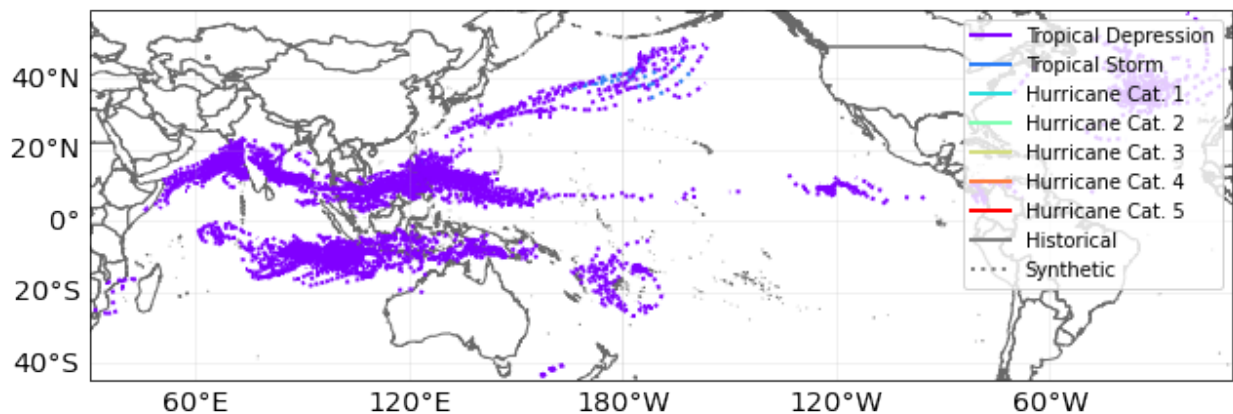 Tropical Depression
Tropical Storm
Hurricane Cat. 1
Hurricane Cat. 2
Hurricane Cat. 3
Hurricane Cat. 4
Hurricane Cat. 5
Historical
Synthetic
40°N
20°N
0°
20°S
40°S
60°E 120°E 180°W 120°W 60°W